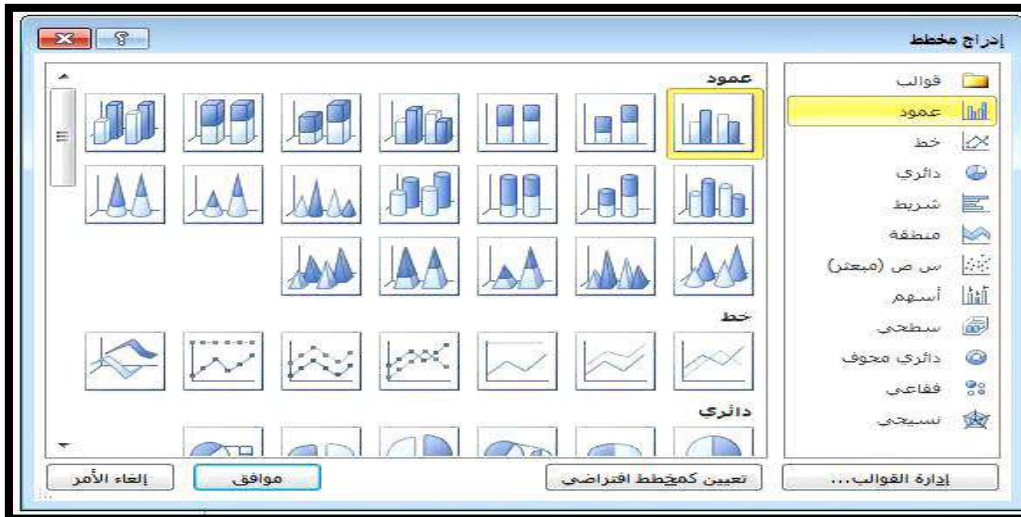 إدراج مخطط
قوالب
عمود
خط
دائري
شريط
منطقة
س ص (مبعثر)
أسهم
سطحي
دائري مجوف
فقاعي
نسيجي
عمود
خط
دائري
إدارة القوالب...
تعيين كمخطط افتراضي
موافق
إلغاء الأمر